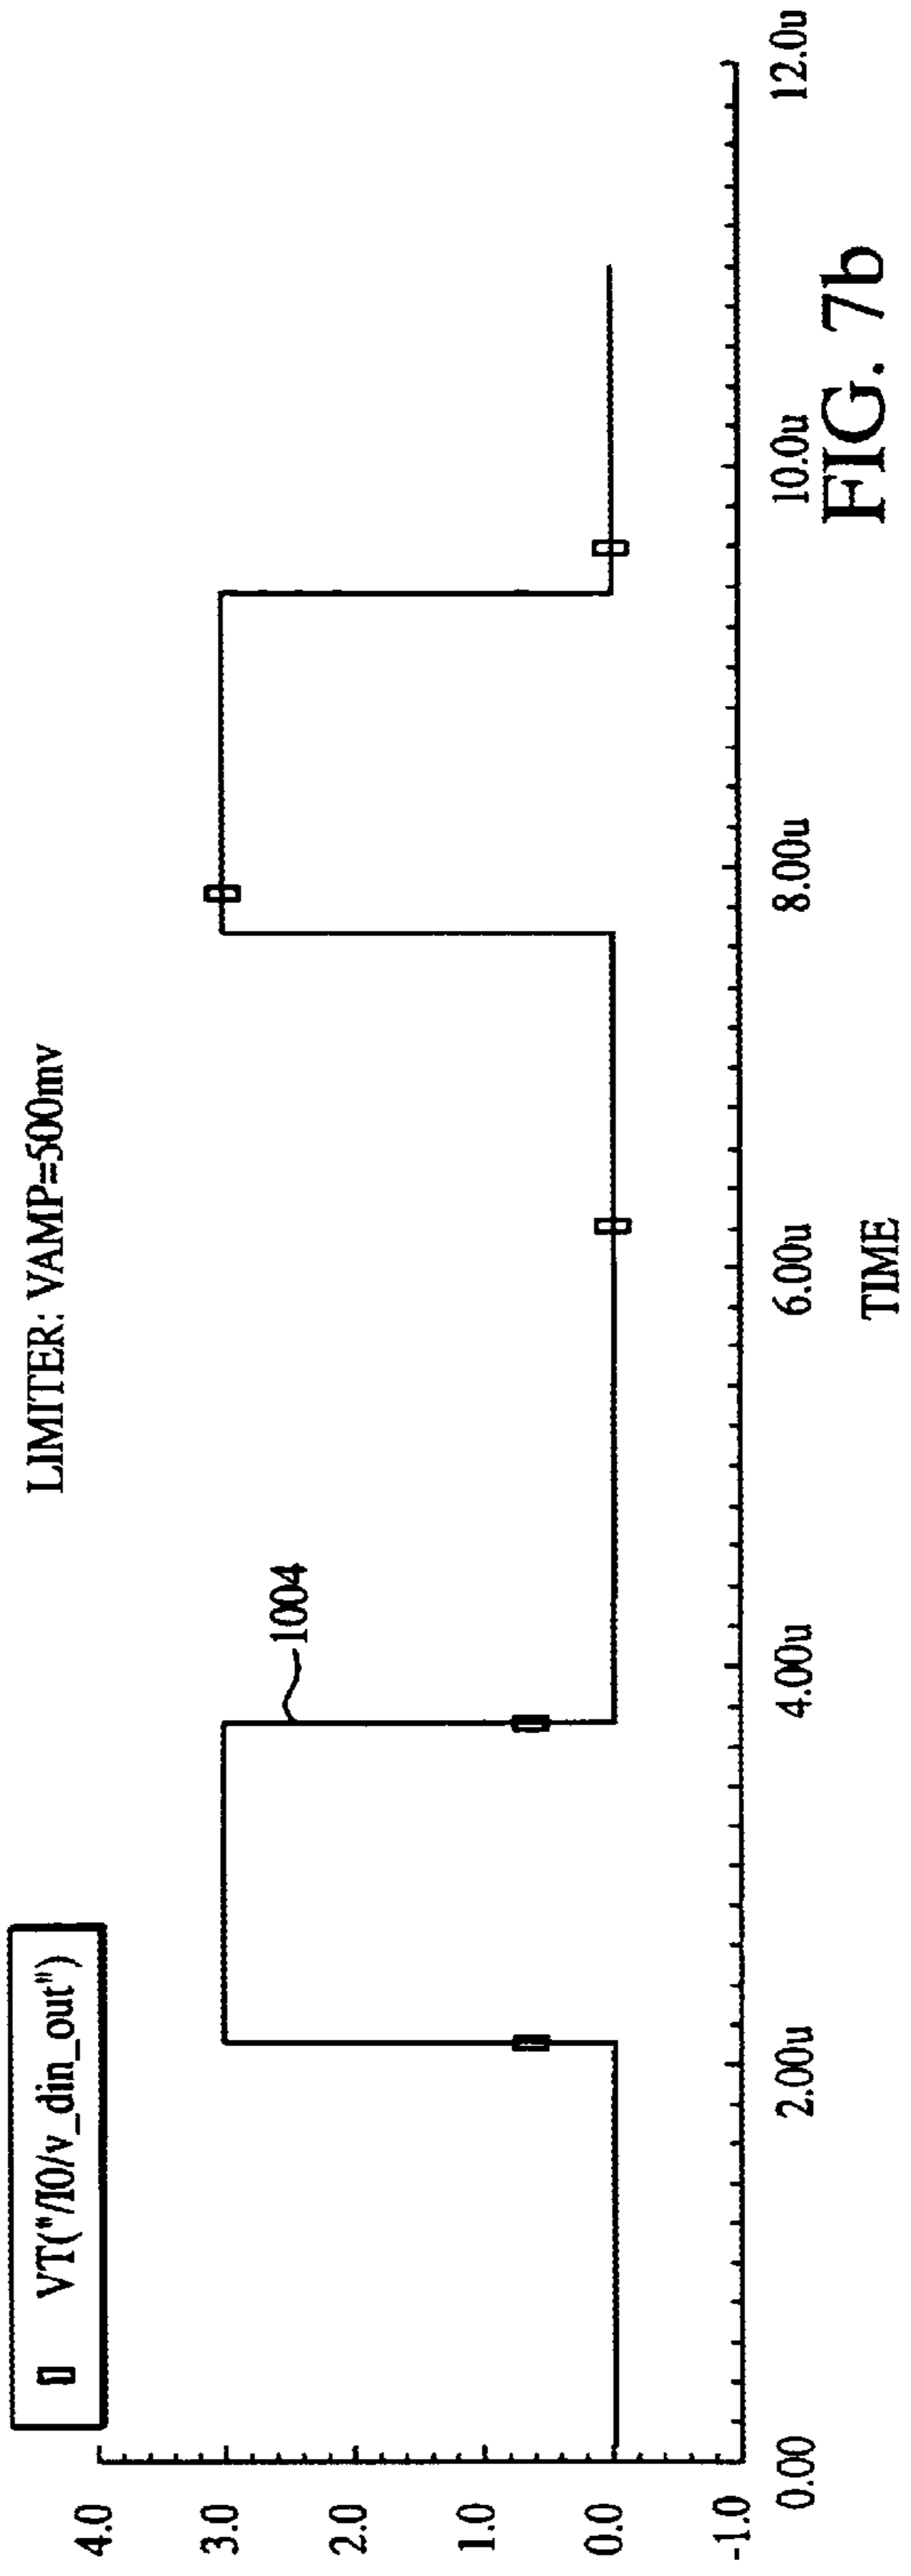 LIMITER: VAMP=500mv
VT("/I0/v_din_out")
1004
4.0
3.0
2.0
1.0
0.0
-1.0
0.00
2.00u
4.00u
6.00u
8.00u
10.0u
12.0u
TIME
FIG. 7b